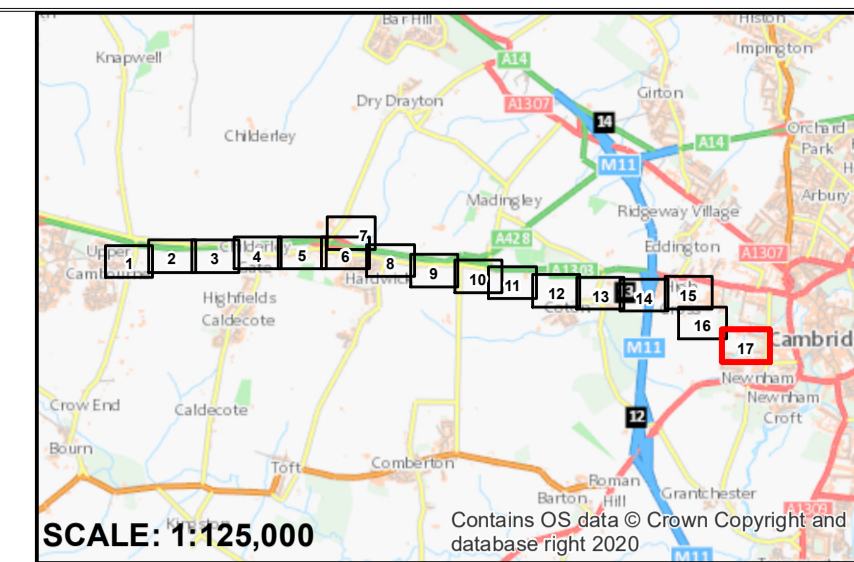 Bar Hill
Histon
Impington
Knapwell
A14
Girton
Dry Drayton
A1307
14
Orchard
Park
Childerley
A14
M11
Arbury
Madingley
Ridgeway Village
A428
Eddington
A1307
7
Upper
Cambourne
1
2
3
4
5
6
8
9
10
11
12
13
14
15
16
17
Childerley
Gate
Hardwick
A1303
Coton
Highfields
Caldecote
Cambrid
M11
Newnham
Newnham
Croft
Crow End
Caldecote
12
Bourn
Toft
Comberton
Roman
Hill
Barton
Grantchester
Kingston
A1309
M11
SCALE: 1:125,000
Contains OS data © Crown Copyright and
database right 2020